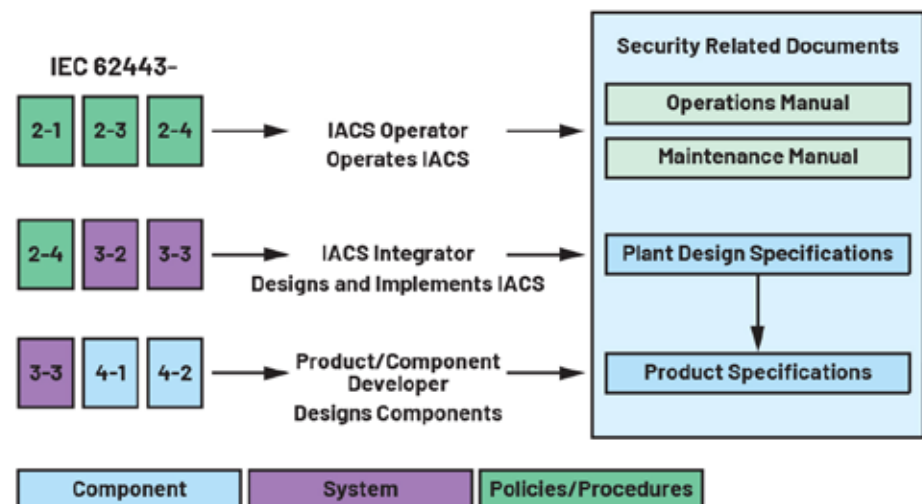 Security Related Documents
IEC 62443-
Operations Manual
2-1 2-3 2-4
IACS Operator
Operates IACS
Maintenance Manual
2-4 3-2 3-3
IACS Integrator
Designs and Implements IACS
Plant Design Specifications
3-3 4-1 4-2
Product/Component
Developer
Designs Components
Product Specifications
Component System Policies/Procedures